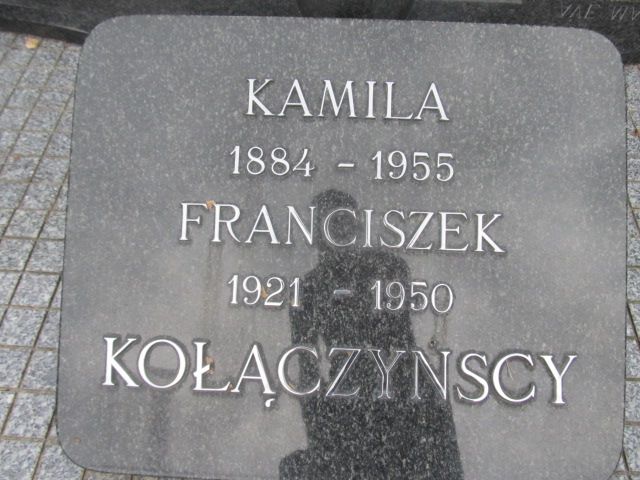 KAMILA
1884 - 1955
FRANCISZEK
1921 - 1950
KOŁĄCZYNSCY